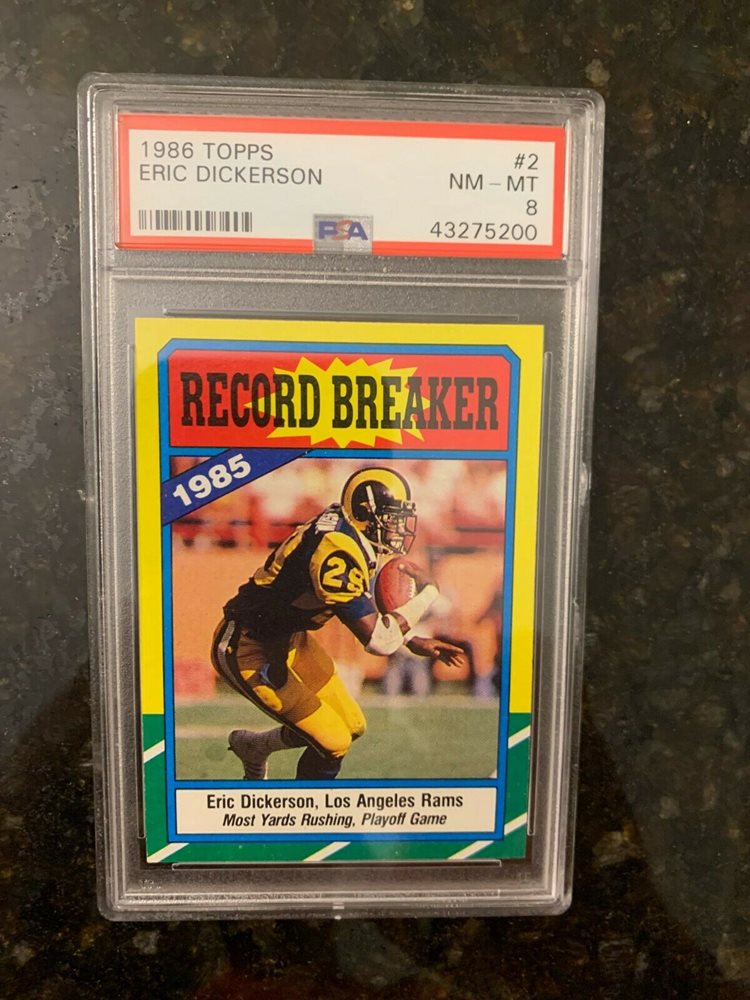 1986 TOPPS #2
ERIC DICKERSON NM - MT
8
PSA 43275200
RECORD BREAKER
1985
29
Eric Dickerson, Los Angeles Rams
Most Yards Rushing, Playoff Game